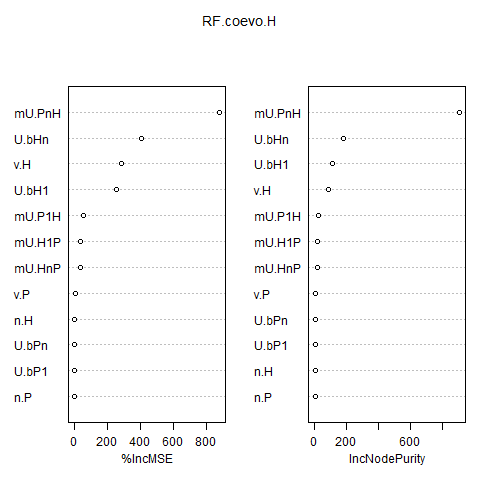 RF.coevo.H
mU.PnH
U.bHn
v.H
U.bH1
mU.P1H
mU.H1P
mU.HnP
v.P
n.H
U.bPn
U.bP1
n.P
0 200 400 600 800
%IncMSE
mU.PnH
U.bHn
U.bH1
v.H
mU.P1H
mU.H1P
mU.HnP
v.P
U.bPn
U.bP1
n.H
n.P
0 200 600
IncNodePurity